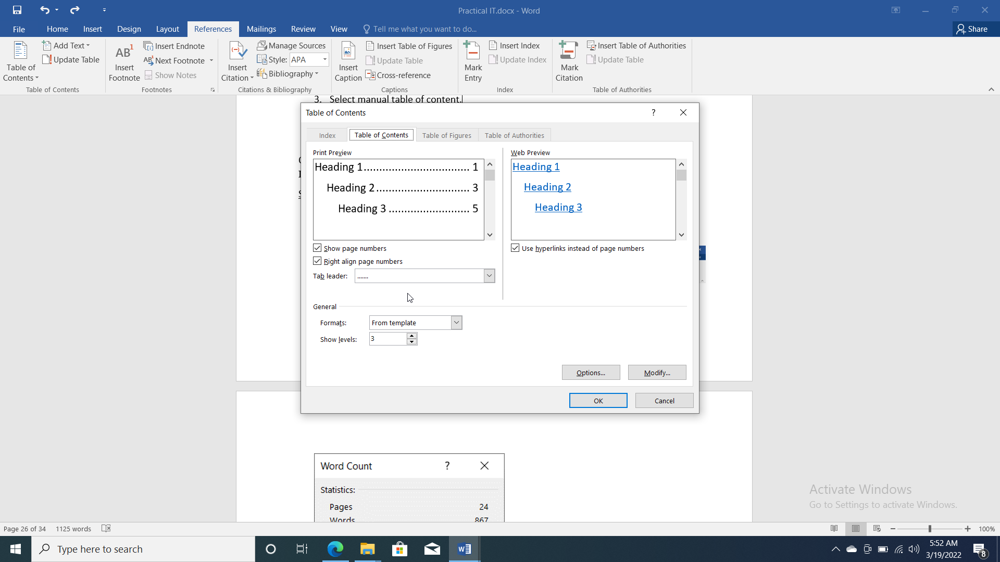 Practical IT.docx - Word
File Home Insert Design Layout References Mailings Review View Tell me what you want to do... Share
Table of Contents
Add Text
Update Table
Table of Contents
AB1
Insert Footnote
Insert Endnote
Next Footnote
Show Notes
Footnotes
Insert Citation
Manage Sources
Style: APA
Bibliography
Citations & Bibliography
Insert Caption
Insert Table of Figures
Update Table
Cross-reference
Captions
Mark Entry
Insert Index
Update Index
Index
Mark Citation
Insert Table of Authorities
Update Table
Table of Authorities
3. Select manual table of content.
Table of Contents ?
Index Table of Contents Table of Figures Table of Authorities
Print Preview
Heading 1.................................. 1
Heading 2.............................. 3
Heading 3 .......................... 5
Show page numbers
Right align page numbers
Tab leader: .......
Web Preview
Heading 1
Heading 2
Heading 3
Use hyperlinks instead of page numbers
General
Formats: From template
Show levels: 3
Options... Modify...
OK Cancel
Word Count ?
Statistics:
Pages 24
Words 867
Activate Windows
Go to Settings to activate Windows.
Page 26 of 34 1125 words 100%
Type here to search
5:52 AM
3/19/2022
8